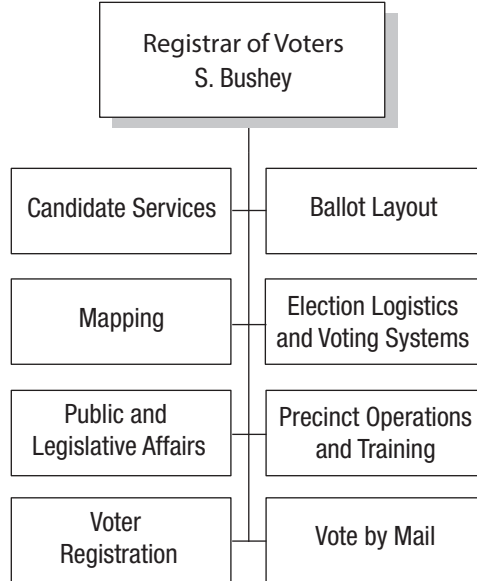 Registrar of Voters
S. Bushey
Candidate Services
Ballot Layout
Mapping
Election Logistics
and Voting Systems
Public and
Legislative Affairs
Precinct Operations
and Training
Voter
Registration
Vote by Mail